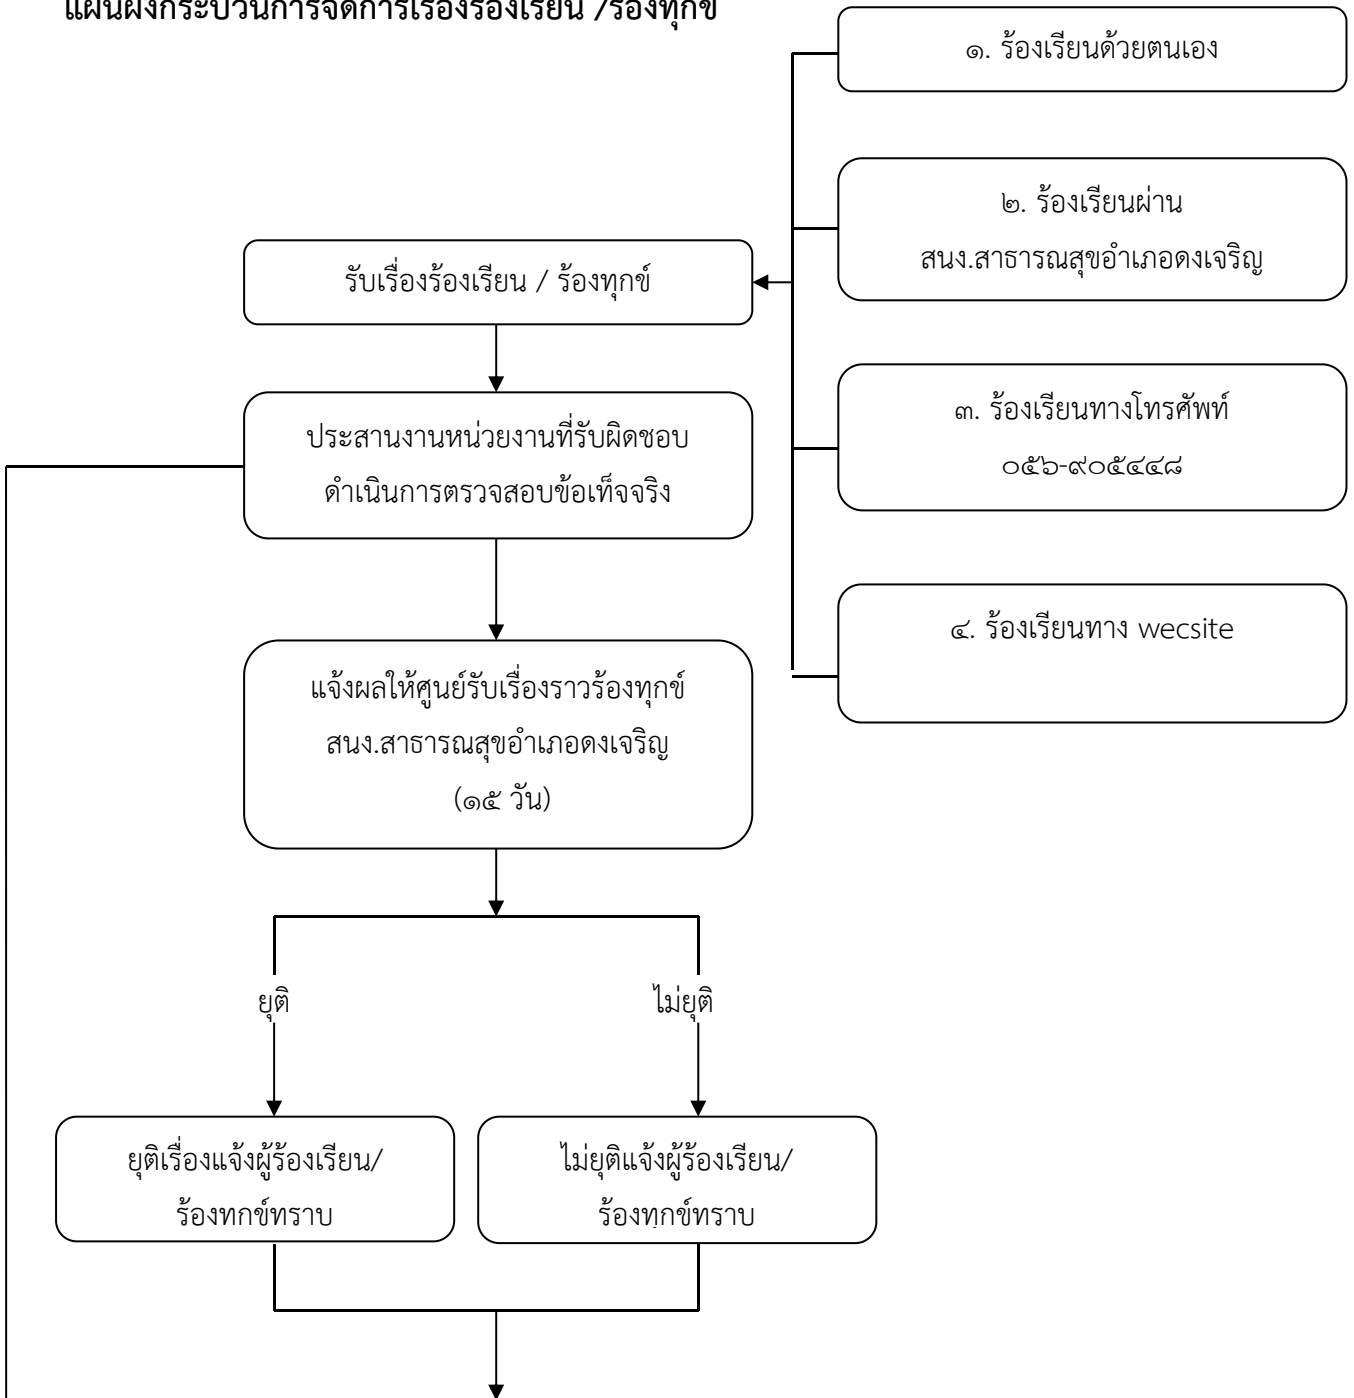 แผนผังกระบวนการจัดการเรื่องร้องเรียน /ร้องทุกข์
๑. ร้องเรียนด้วยตนเอง
๒. ร้องเรียนผ่าน
สนง.สาธารณสุขอำเภอดงเจริญ
รับเรื่องร้องเรียน / ร้องทุกข์
๓. ร้องเรียนทางโทรศัพท์
๐๕๖-๙๐๕๔๔๘
ประสานงานหน่วยงานที่รับผิดชอบ
ดำเนินการตรวจสอบข้อเท็จจริง
๔. ร้องเรียนทาง wecsite
แจ้งผลให้ศูนย์รับเรื่องราวร้องทุกข์
สนง.สาธารณสุขอำเภอดงเจริญ
(๑๕ วัน)
ยุติ
ไม่ยุติ
ยุติเรื่องแจ้งผู้ร้องเรียน/
ร้องทุกข์ทราบ
ไม่ยุติแจ้งผู้ร้องเรียน/
ร้องทุกข์ทราบ